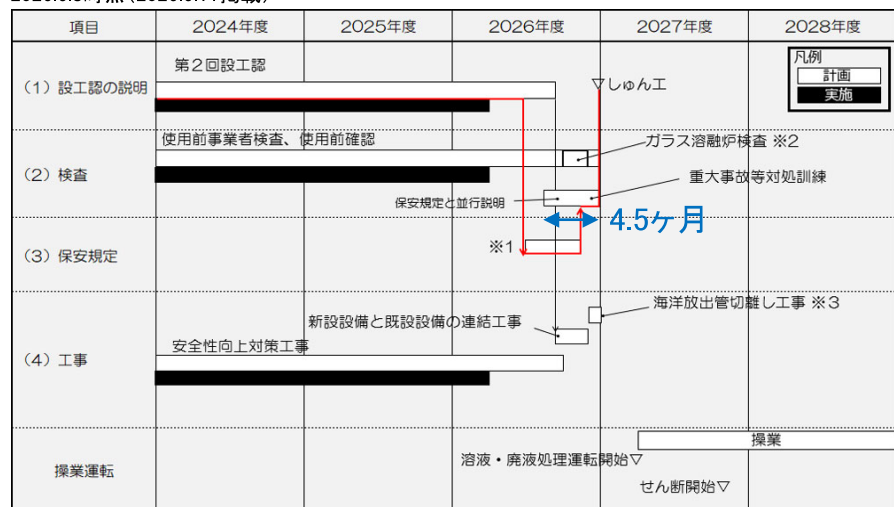 項目 2024年度 2025年度 2026年度 2027年度 2028年度
凡例
計画
実施
(1) 設工認の説明
第2回設工認
▽しゅん工
使用前事業者検査、使用前確認
ガラス溶融炉検査 ※2
(2) 検査
重大事故等対処訓練
保安規定と並行説明
4.5ヶ月
※1
(3) 保安規定
海洋放出管切離し工事 ※3
新設設備と既設設備の連結工事
安全性向上対策工事
(4) 工事
操業
溶液・廃液処理運転開始▽
操業運転
せん断開始▽